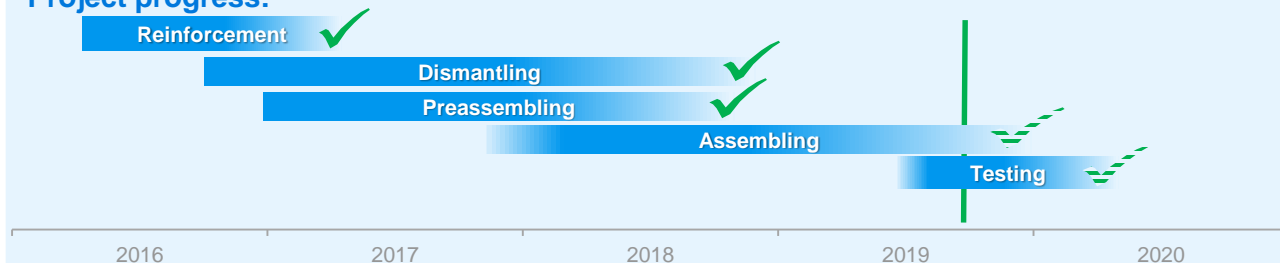 Project progress:
Reinforcement
Dismantling
Preassembling
Assembling
Testing
2016 2017 2018 2019 2020